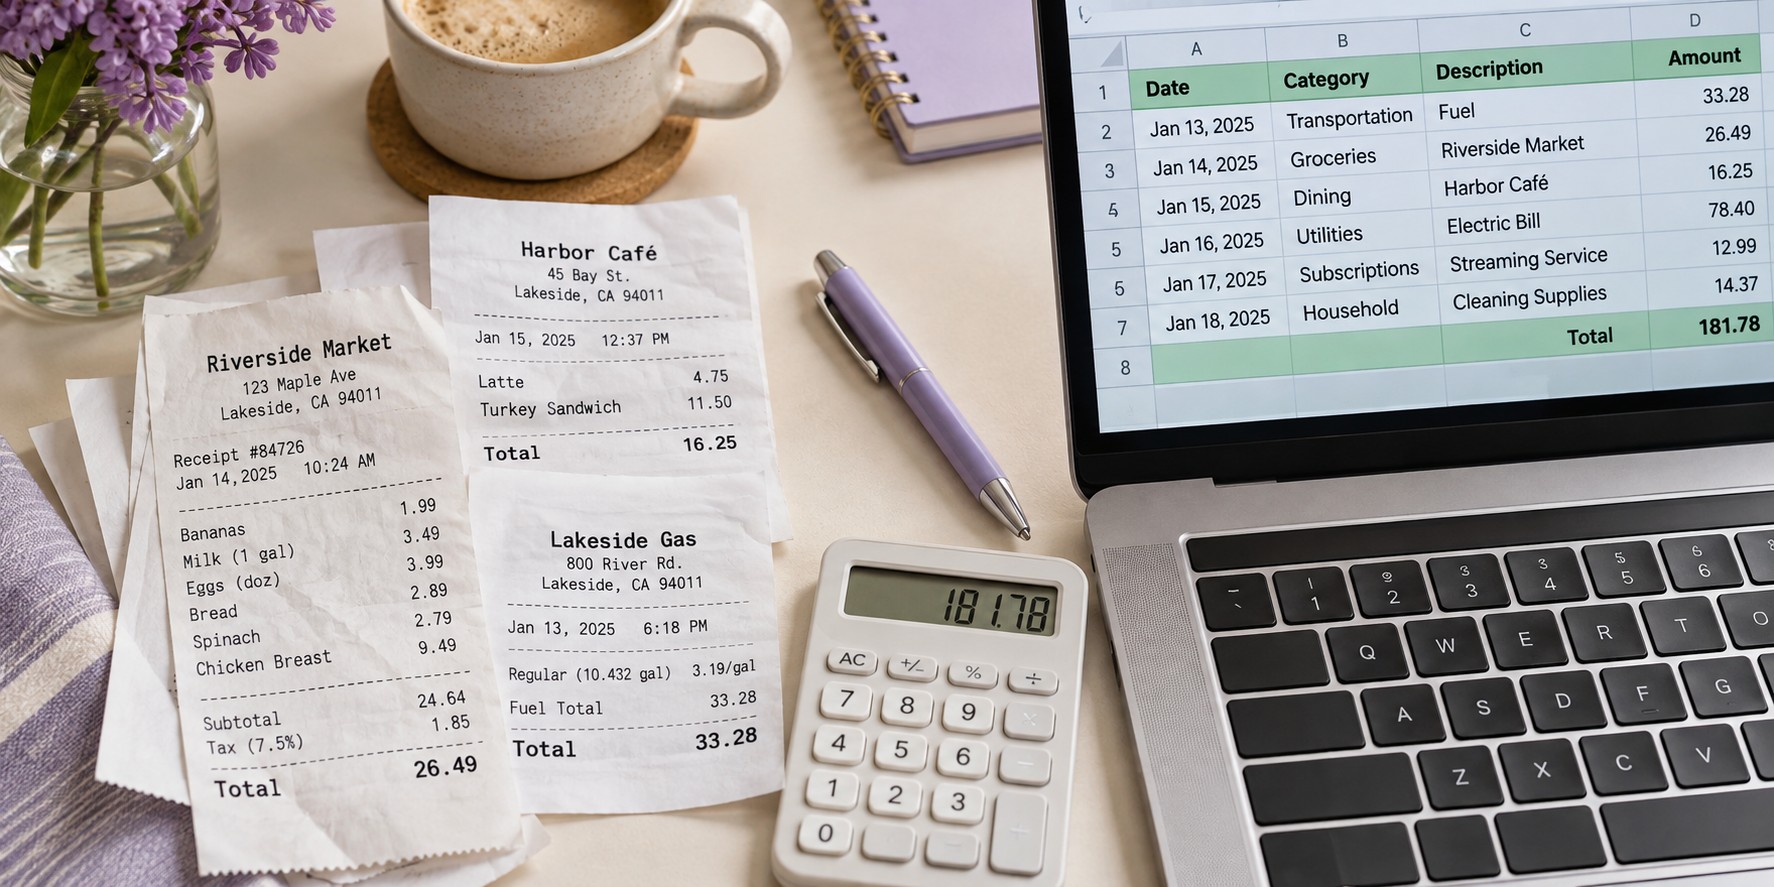 Harbor Café
45 Bay St.
Lakeside, CA 94011
Jan 15, 2025 12:37 PM
Latte 4.75
Turkey Sandwich 11.50
Total 16.25
Riverside Market
123 Maple Ave
Lakeside, CA 94011
Receipt #84726
Jan 14,2025 10:24 AM
Bananas 1.99
Milk (1 gal) 3.49
Eggs (doz) 3.99
Bread 2.89
Spinach 2.79
Chicken Breast 9.49
Subtotal 24.64
Tax (7.5%) 1.85
Total 26.49
Lakeside Gas
800 River Rd.
Lakeside, CA 94011
Jan 13, 2025 6:18 PM
Regular (10.432 gal) 3.19/gal
Fuel Total 33.28
Total 33.28
181.78
AC +/- % ÷
7 8 9 ×
4 5 6 −
1 2 3 +
0
A B C D
1 Date Category Description Amount
2 Jan 13, 2025 Transportation Fuel 33.28
3 Jan 14, 2025 Groceries Riverside Market 26.49
4 Jan 15, 2025 Dining Harbor Café 16.25
5 Jan 16, 2025 Utilities Electric Bill 78.40
5 Jan 17, 2025 Subscriptions Streaming Service 12.99
7 Jan 18, 2025 Household Cleaning Supplies 14.37
8 Total 181.78
1 2 3 4 5 6
Q W E R T O
A S D F G
Z X C V